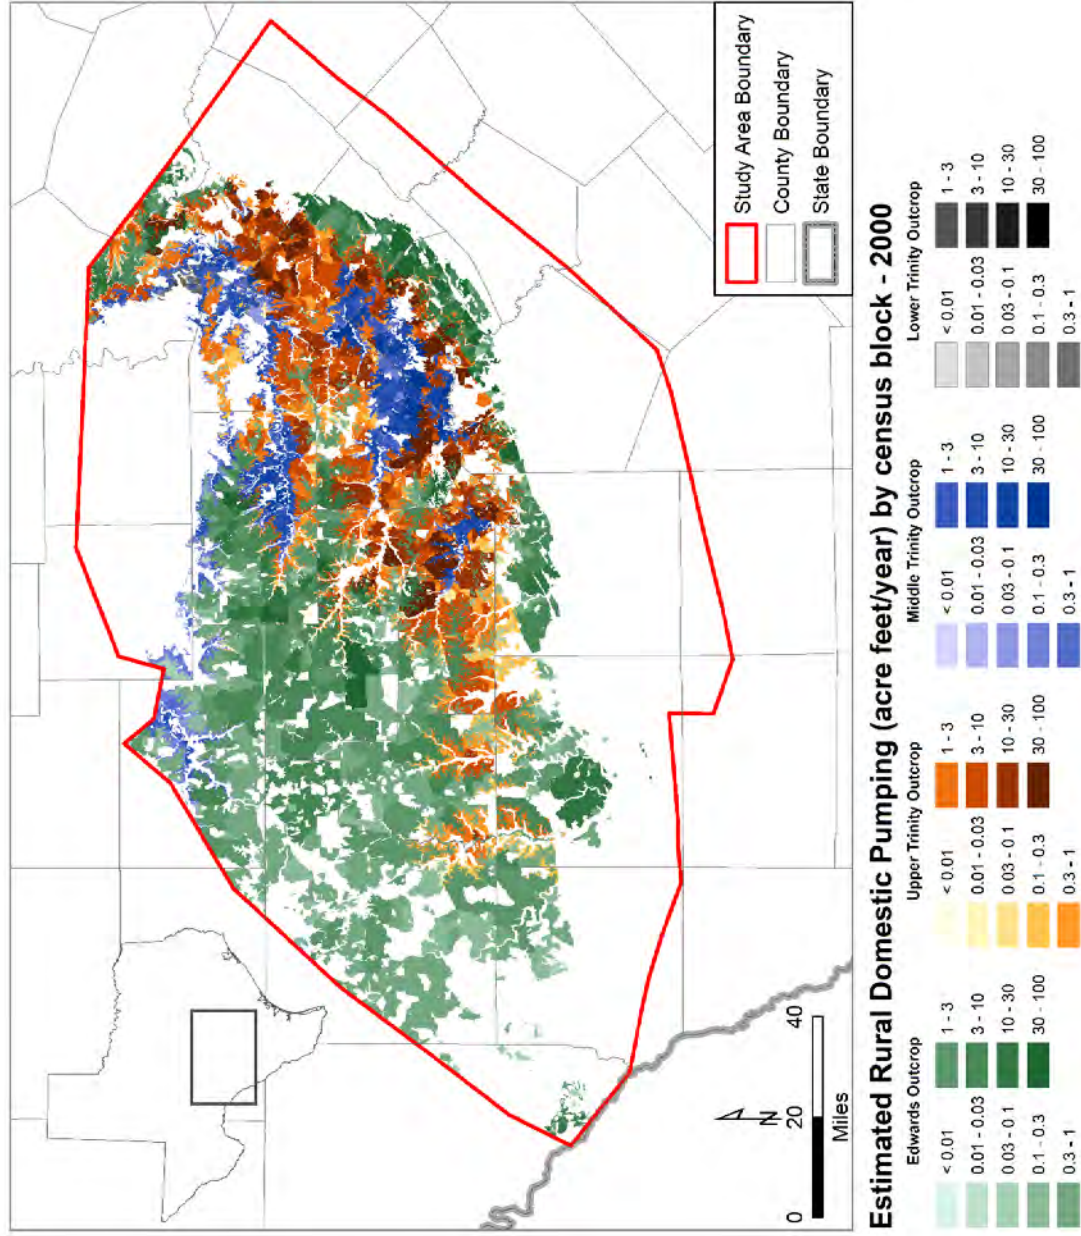 Study Area Boundary
County Boundary
State Boundary
N
0 20 40
Miles
Estimated Rural Domestic Pumping (acre feet/year) by census block - 2000
Edwards Outcrop
< 0.01 1 - 3
0.01 - 0.03 3 - 10
0.03 - 0.1 10 - 30
0.1 - 0.3 30 - 100
0.3 - 1
Upper Trinity Outcrop
< 0.01 1 - 3
0.01 - 0.03 3 - 10
0.03 - 0.1 10 - 30
0.1 - 0.3 30 - 100
0.3 - 1
Middle Trinity Outcrop
< 0.01 1 - 3
0.01 - 0.03 3 - 10
0.03 - 0.1 10 - 30
0.1 - 0.3 30 - 100
0.3 - 1
Lower Trinity Outcrop
< 0.01 1 - 3
0.01 - 0.03 3 - 10
0.03 - 0.1 10 - 30
0.1 - 0.3 30 - 100
0.3 - 1